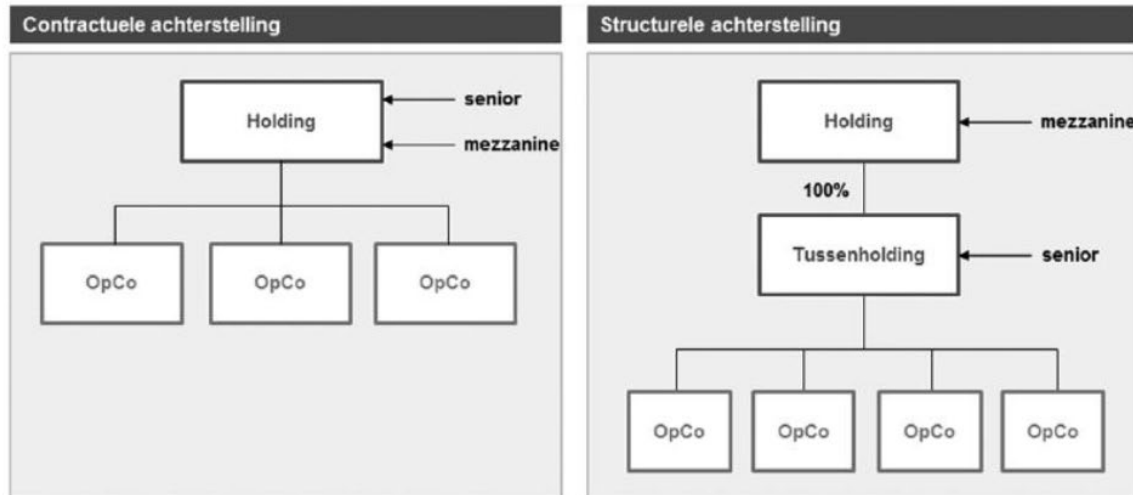 Contractuele achterstelling
Holding
senior
mezzanine
OpCo OpCo OpCo
Structurele achterstelling
Holding
mezzanine
100%
Tussenholding
senior
OpCo OpCo OpCo OpCo